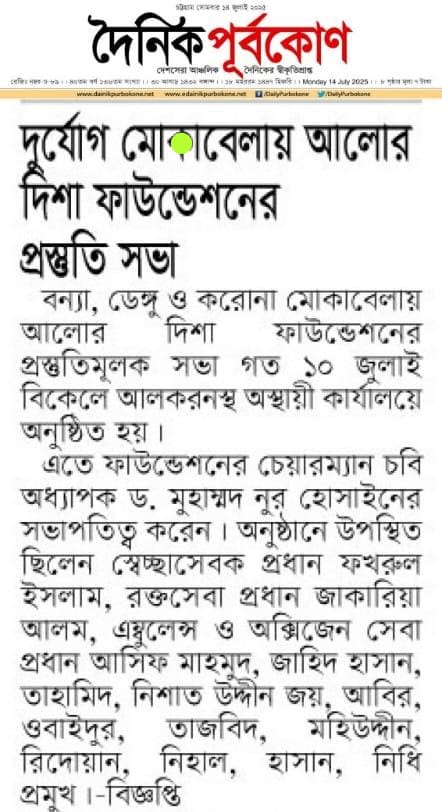 চট্টগ্রাম সোমবার ১৪ জুলাই ২০২৫
দৈনিক পূর্বকোণ
দেশসেরা আঞ্চলিক দৈনিকের স্বীকৃতিপ্রাপ্ত
Monday 14 July 2025 ৮ পৃষ্ঠার মূল্য ৭ টাকা
www.dainikpurbokone.net www.edainikpurbokone.net /DailyPurbokone /DailyPurbokone
দুর্যোগ মোকাবেলায় আলোর
দিশা ফাউন্ডেশনের
প্রস্তুতি সভা
বন্যা, ডেঙ্গু ও করোনা মোকাবেলায়
আলোর দিশা ফাউন্ডেশনের
প্রস্তুতিমূলক সভা গত ১০ জুলাই
বিকেলে আলকরনস্থ অস্থায়ী কার্যালয়ে
অনুষ্ঠিত হয়।
এতে ফাউন্ডেশনের চেয়ারম্যান চবি
অধ্যাপক ড. মুহাম্মদ নুর হোসাইনের
সভাপতিত্ব করেন। অনুষ্ঠানে উপস্থিত
ছিলেন স্বেচ্ছাসেবক প্রধান ফখরুল
ইসলাম, রক্তসেবা প্রধান জাকারিয়া
আলম, এম্বুলেন্স ও অক্সিজেন সেবা
প্রধান আসিফ মাহমুদ, জাহিদ হাসান,
তাহামিদ, নিশাত উদ্দীন জয়, আবির,
ওবাইদুর, তাজবিদ, মহিউদ্দীন,
রিদোয়ান, নিহাল, হাসান, নিধি
প্রমুখ।-বিজ্ঞপ্তি